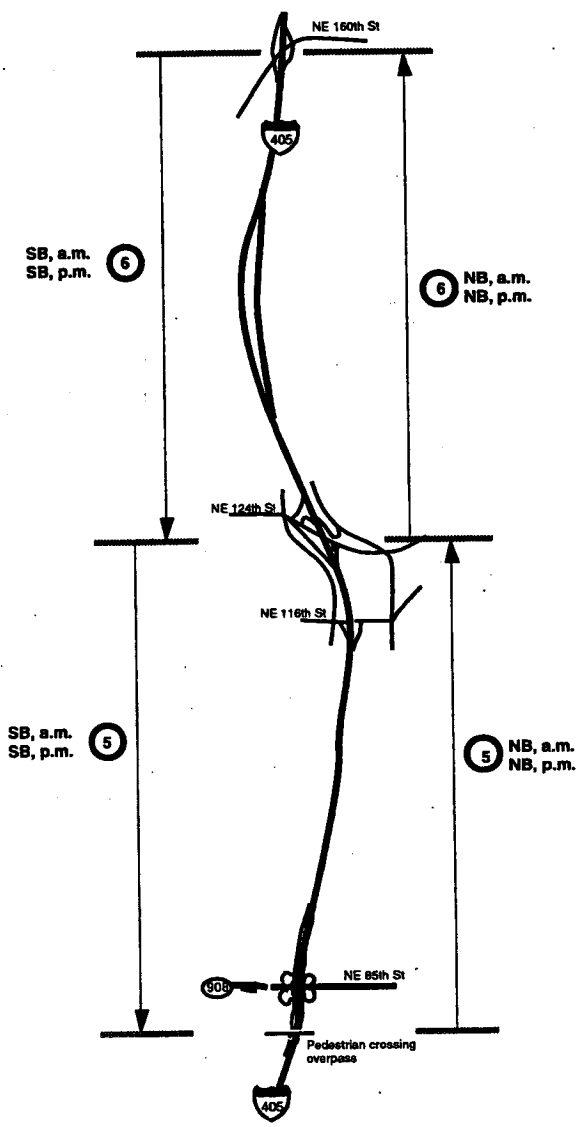 NE 160th St
405
SB, a.m.
SB, p.m.
6
6
NB, a.m.
NB, p.m.
NE 124th St
NE 116th St
SB, a.m.
SB, p.m.
5
5
NB, a.m.
NB, p.m.
NE 85th St
908
Pedestrian crossing
overpass
405